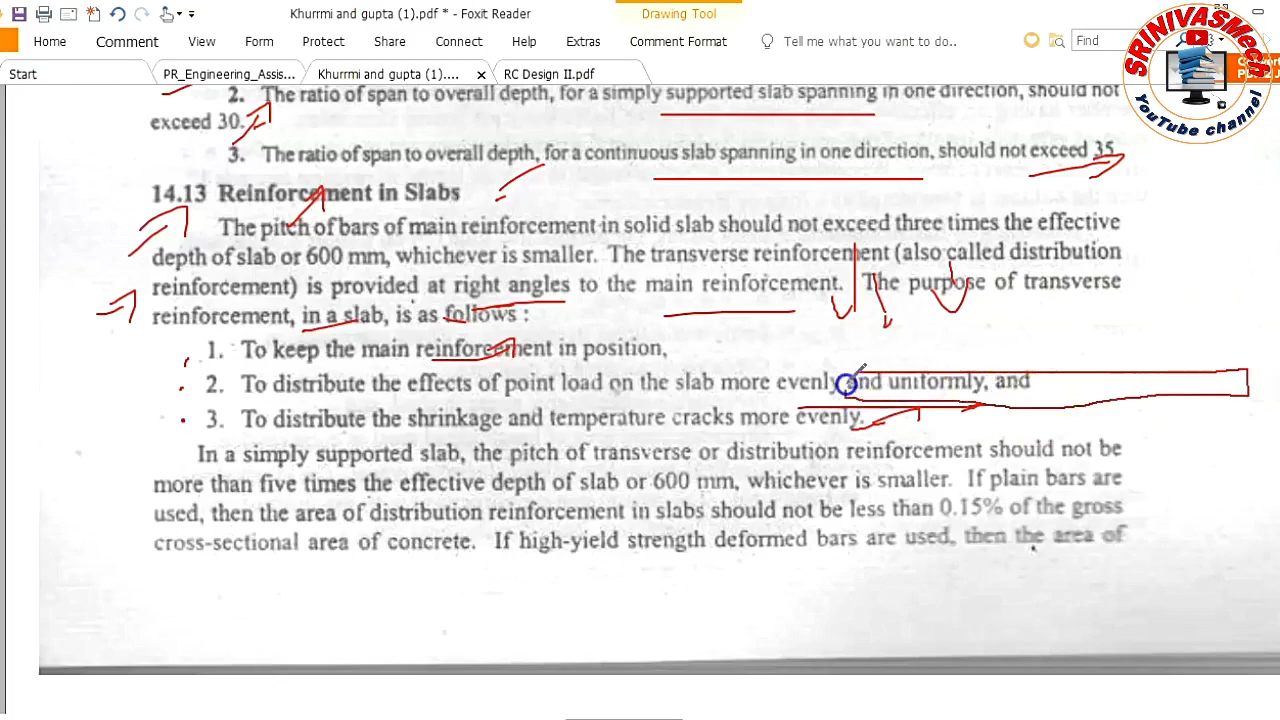 Khurrmi and gupta (1).pdf * - Foxit Reader
Drawing Tool
Home Comment View Form Protect Share Connect Help Extras Comment Format Tell me what you want to do.. Find
Start PR_Engineering_Assis... Khurrmi and gupta (1).... RC Design II.pdf
SRINIVASMech
YouTube channel
2. The ratio of span to overall depth, for a simply supported slab spanning in one direction, should not
exceed 30.
3. The ratio of span to overall depth, for a continuous slab spanning in one direction, should not exceed 35.
14.13 Reinforcement in Slabs
The pitch of bars of main reinforcement in solid slab should not exceed three times the effective
depth of slab or 600 mm, whichever is smaller. The transverse reinforcement (also called distribution
reinforcement) is provided at right angles to the main reinforcement. The purpose of transverse
reinforcement, in a slab, is as follows :
1. To keep the main reinforcement in position,
2. To distribute the effects of point load on the slab more evenly and uniformly, and
3. To distribute the shrinkage and temperature cracks more evenly.
In a simply supported slab, the pitch of transverse or distribution reinforcement should not be
more than five times the effective depth of slab or 600 mm, whichever is smaller. If plain bars are
used, then the area of distribution reinforcement in slabs should not be less than 0.15% of the gross
cross-sectional area of concrete. If high-yield strength deformed bars are used, then the area of